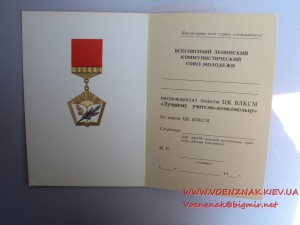 Пролетарии всех стран, соединяйтесь!
ВСЕСОЮЗНЫЙ ЛЕНИНСКИЙ
КОММУНИСТИЧЕСКИЙ
СОЮЗ МОЛОДЕЖИ
награжден(а) знаком ЦК ВЛКСМ
«Лучшему учителю-комсомольцу»
ЦК ВЛКСМ
Секретарь
М. П.
19 г.
WWW.VOENZNAK.KIEV.UA
Voenznak@bigmir.net